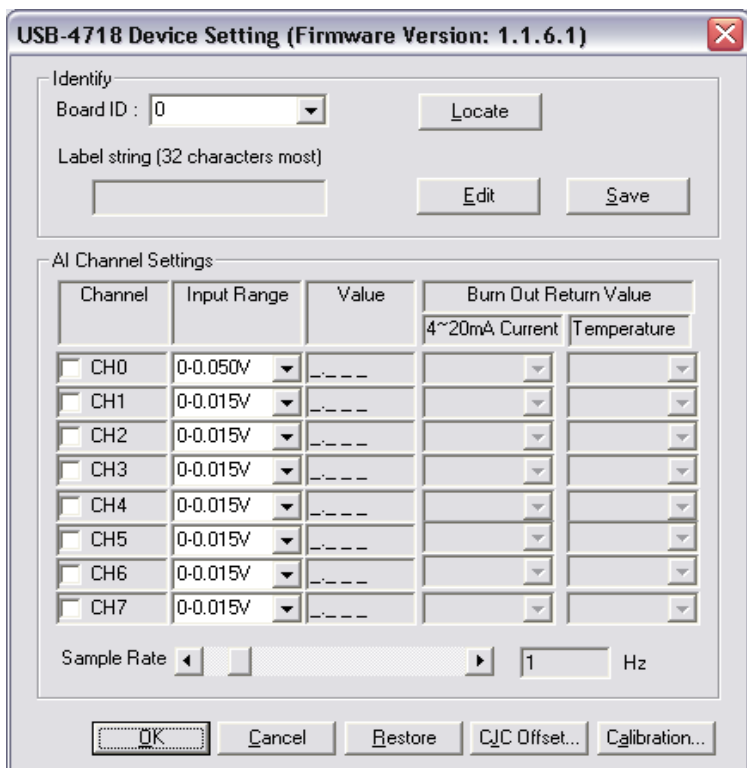 USB-4718 Device Setting (Firmware Version: 1.1.6.1)
Identify
Board ID : 0
Locate
Label string (32 characters most)
Edit Save
AI Channel Settings
Channel Input Range Value Burn Out Return Value
4~20mA Current Temperature
CH0 0-0.050V _._ _ _
CH1 0-0.015V _._ _ _
CH2 0-0.015V _._ _ _
CH3 0-0.015V _._ _ _
CH4 0-0.015V _._ _ _
CH5 0-0.015V _._ _ _
CH6 0-0.015V _._ _ _
CH7 0-0.015V _._ _ _
Sample Rate 1 Hz
OK Cancel Restore CJC Offset... Calibration...